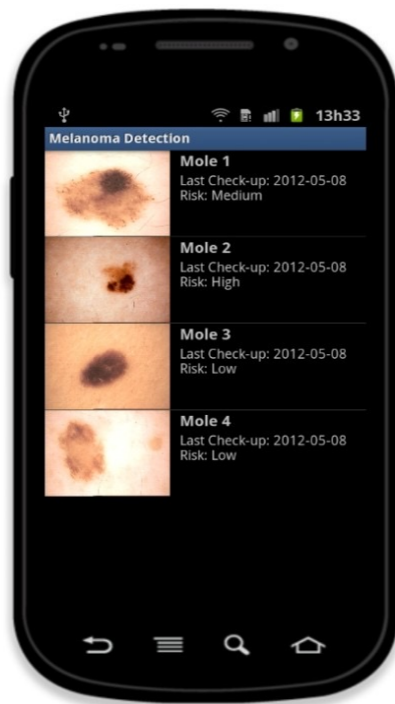 13h33
Melanoma Detection
Mole 1
Last Check-up: 2012-05-08
Risk: Medium
Mole 2
Last Check-up: 2012-05-08
Risk: High
Mole 3
Last Check-up: 2012-05-08
Risk: Low
Mole 4
Last Check-up: 2012-05-08
Risk: Low